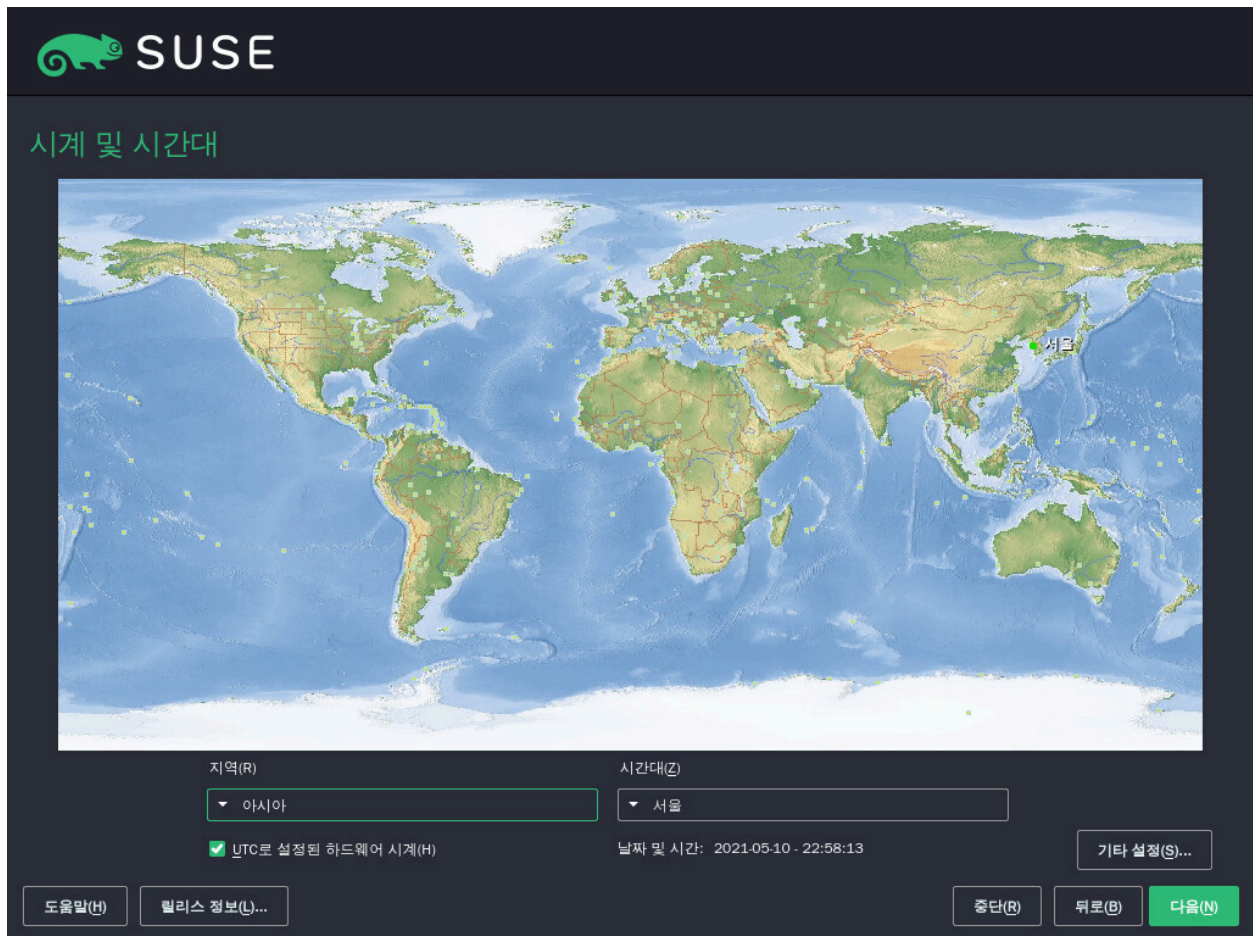 SUSE
시계 및 시간대
서울
지역(R)
시간대(Z)
아시아
서울
UTC로 설정된 하드웨어 시계(H)
날짜 및 시간: 2021-05-10 - 22:58:13
기타 설정(S)...
도움말(H)
릴리스 정보(L)...
중단(R)
뒤로(B)
다음(N)